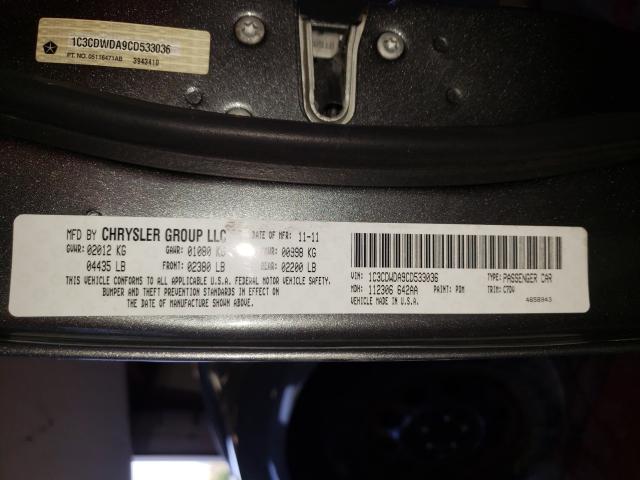 1C3CDWDA9CD533036
PT. NO. 05116471AB 3943410
MFD BY CHRYSLER GROUP LLC DATE OF MFR: 11-11
GVWR: 02012 KG GAWR: 01080 KG 00998 KG
04435 LB FRONT: 02380 LB REAR: 02200 LB
THIS VEHICLE CONFORMS TO ALL APPLICABLE U.S.A. FEDERAL MOTOR VEHICLE SAFETY,
BUMPER AND THEFT PREVENTION STANDARDS IN EFFECT ON
THE DATE OF MANUFACTURE SHOWN ABOVE.
VIN: 1C3CDWDA9CD533036 TYPE: PASSENGER CAR
MDH: 112306 642AA PAINT: PDM TRIM: C7DV
VEHICLE MADE IN U.S.A. 4658943